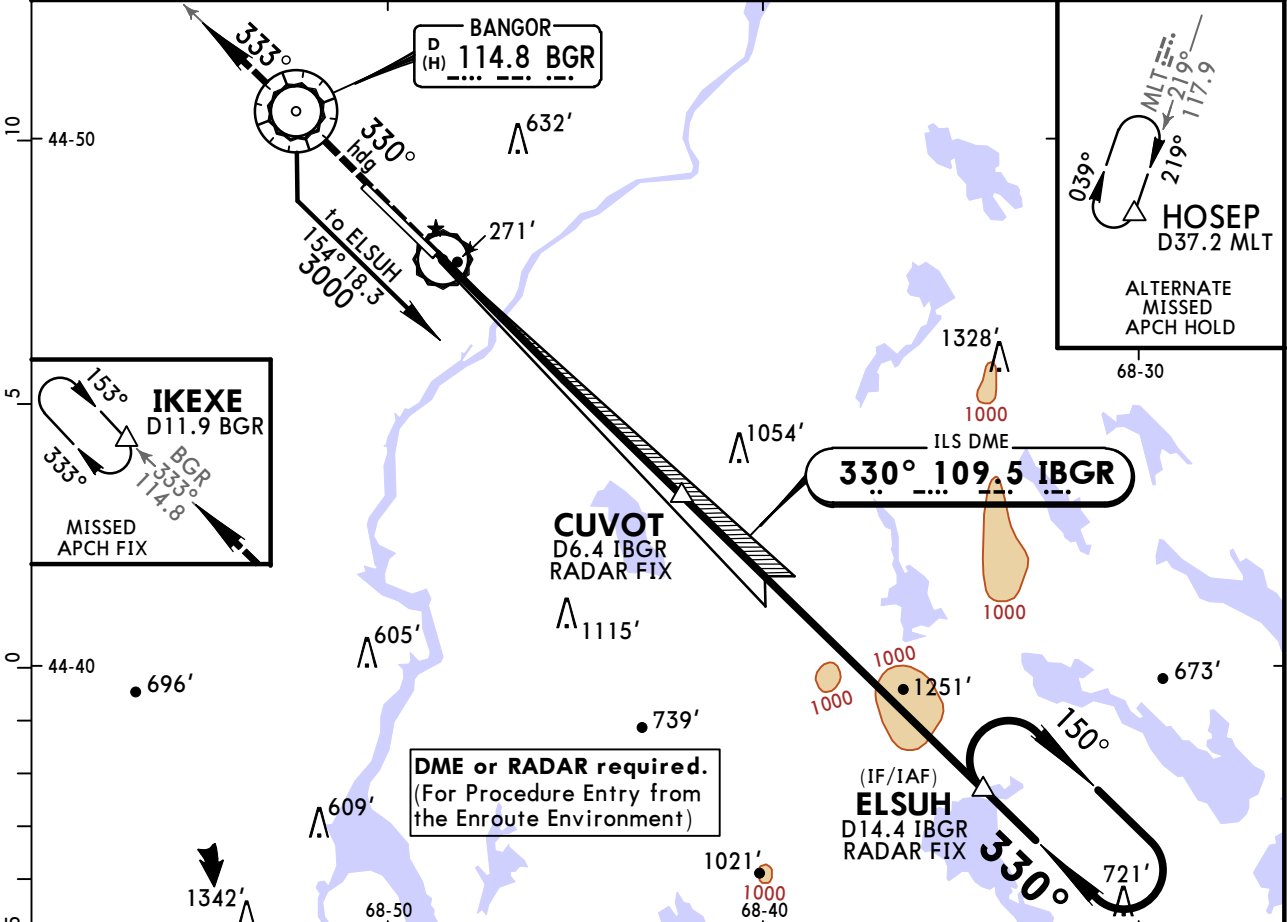 333°
BANGOR
D
(H) 114.8 BGR
10
44-50
330°
hdg
632'
271'
to ELSUH
154° 18.3
3000
MLT
219°
117.9
039°
219°
HOSEP
D37.2 MLT
ALTERNATE
MISSED
APCH HOLD
68-30
1328'
1000
5
153°
IKEXE
D11.9 BGR
333°
BGR
333°
114.8
MISSED
APCH FIX
1054'
ILS DME
330° 109.5 IBGR
CUVOT
D6.4 IBGR
RADAR FIX
1000
1115'
605'
0
44-40
696'
739'
1000
1000
1251'
673'
DME or RADAR required.
(For Procedure Entry from
the Enroute Environment)
150°
(IF/IAF)
ELSUH
D14.4 IBGR
RADAR FIX
330°
609'
1021'
1000
721'
1342'
68-50
68-40
5